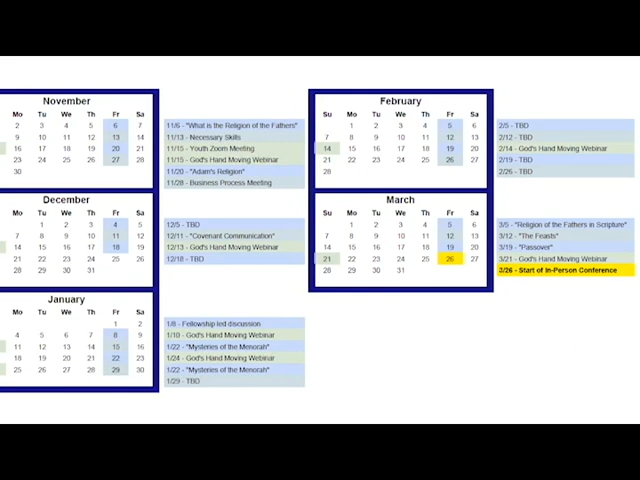 November
Mo Tu We Th Fr Sa
2 3 4 5 6 7
9 10 11 12 13 14
16 17 18 19 20 21
23 24 25 26 27 28
30
11/6 - "What is the Religion of the Fathers"
11/13 - Necessary Skills
11/15 - Youth Zoom Meeting
11/15 - God's Hand Moving Webinar
11/20 - "Adam's Religion"
11/28 - Business Process Meeting
December
Mo Tu We Th Fr Sa
1 2 3 4 5
7 8 9 10 11 12
14 15 16 17 18 19
21 22 23 24 25 26
28 29 30 31
12/5 - TBD
12/11 - "Covenant Communication"
12/13 - God's Hand Moving Webinar
12/18 - TBD
January
Mo Tu We Th Fr Sa
1 2
4 5 6 7 8 9
11 12 13 14 15 16
18 19 20 21 22 23
25 26 27 28 29 30
1/8 - Fellowship led discussion
1/10 - God's Hand Moving Webinar
1/22 - "Mysteries of the Menorah"
1/24 - God's Hand Moving Webinar
1/22 - "Mysteries of the Menorah"
1/29 - TBD
February
Su Mo Tu We Th Fr Sa
1 2 3 4 5 6
7 8 9 10 11 12 13
14 15 16 17 18 19 20
21 22 23 24 25 26 27
28
2/5 - TBD
2/12 - TBD
2/14 - God's Hand Moving Webinar
2/19 - TBD
2/26 - TBD
March
Su Mo Tu We Th Fr Sa
1 2 3 4 5 6
7 8 9 10 11 12 13
14 15 16 17 18 19 20
21 22 23 24 25 26 27
28 29 30 31
3/5 - "Religion of the Fathers in Scripture"
3/12 - "The Feasts"
3/19 - "Passover"
3/21 - God's Hand Moving Webinar
3/26 - Start of In-Person Conference